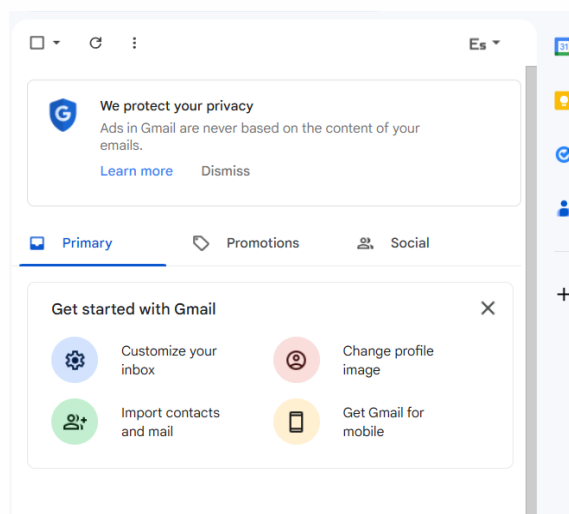 Es
G
We protect your privacy
Ads in Gmail are never based on the content of your
emails.
Learn more Dismiss
Primary Promotions Social
Get started with Gmail
Customize your
inbox
Change profile
image
Import contacts
and mail
Get Gmail for
mobile
31